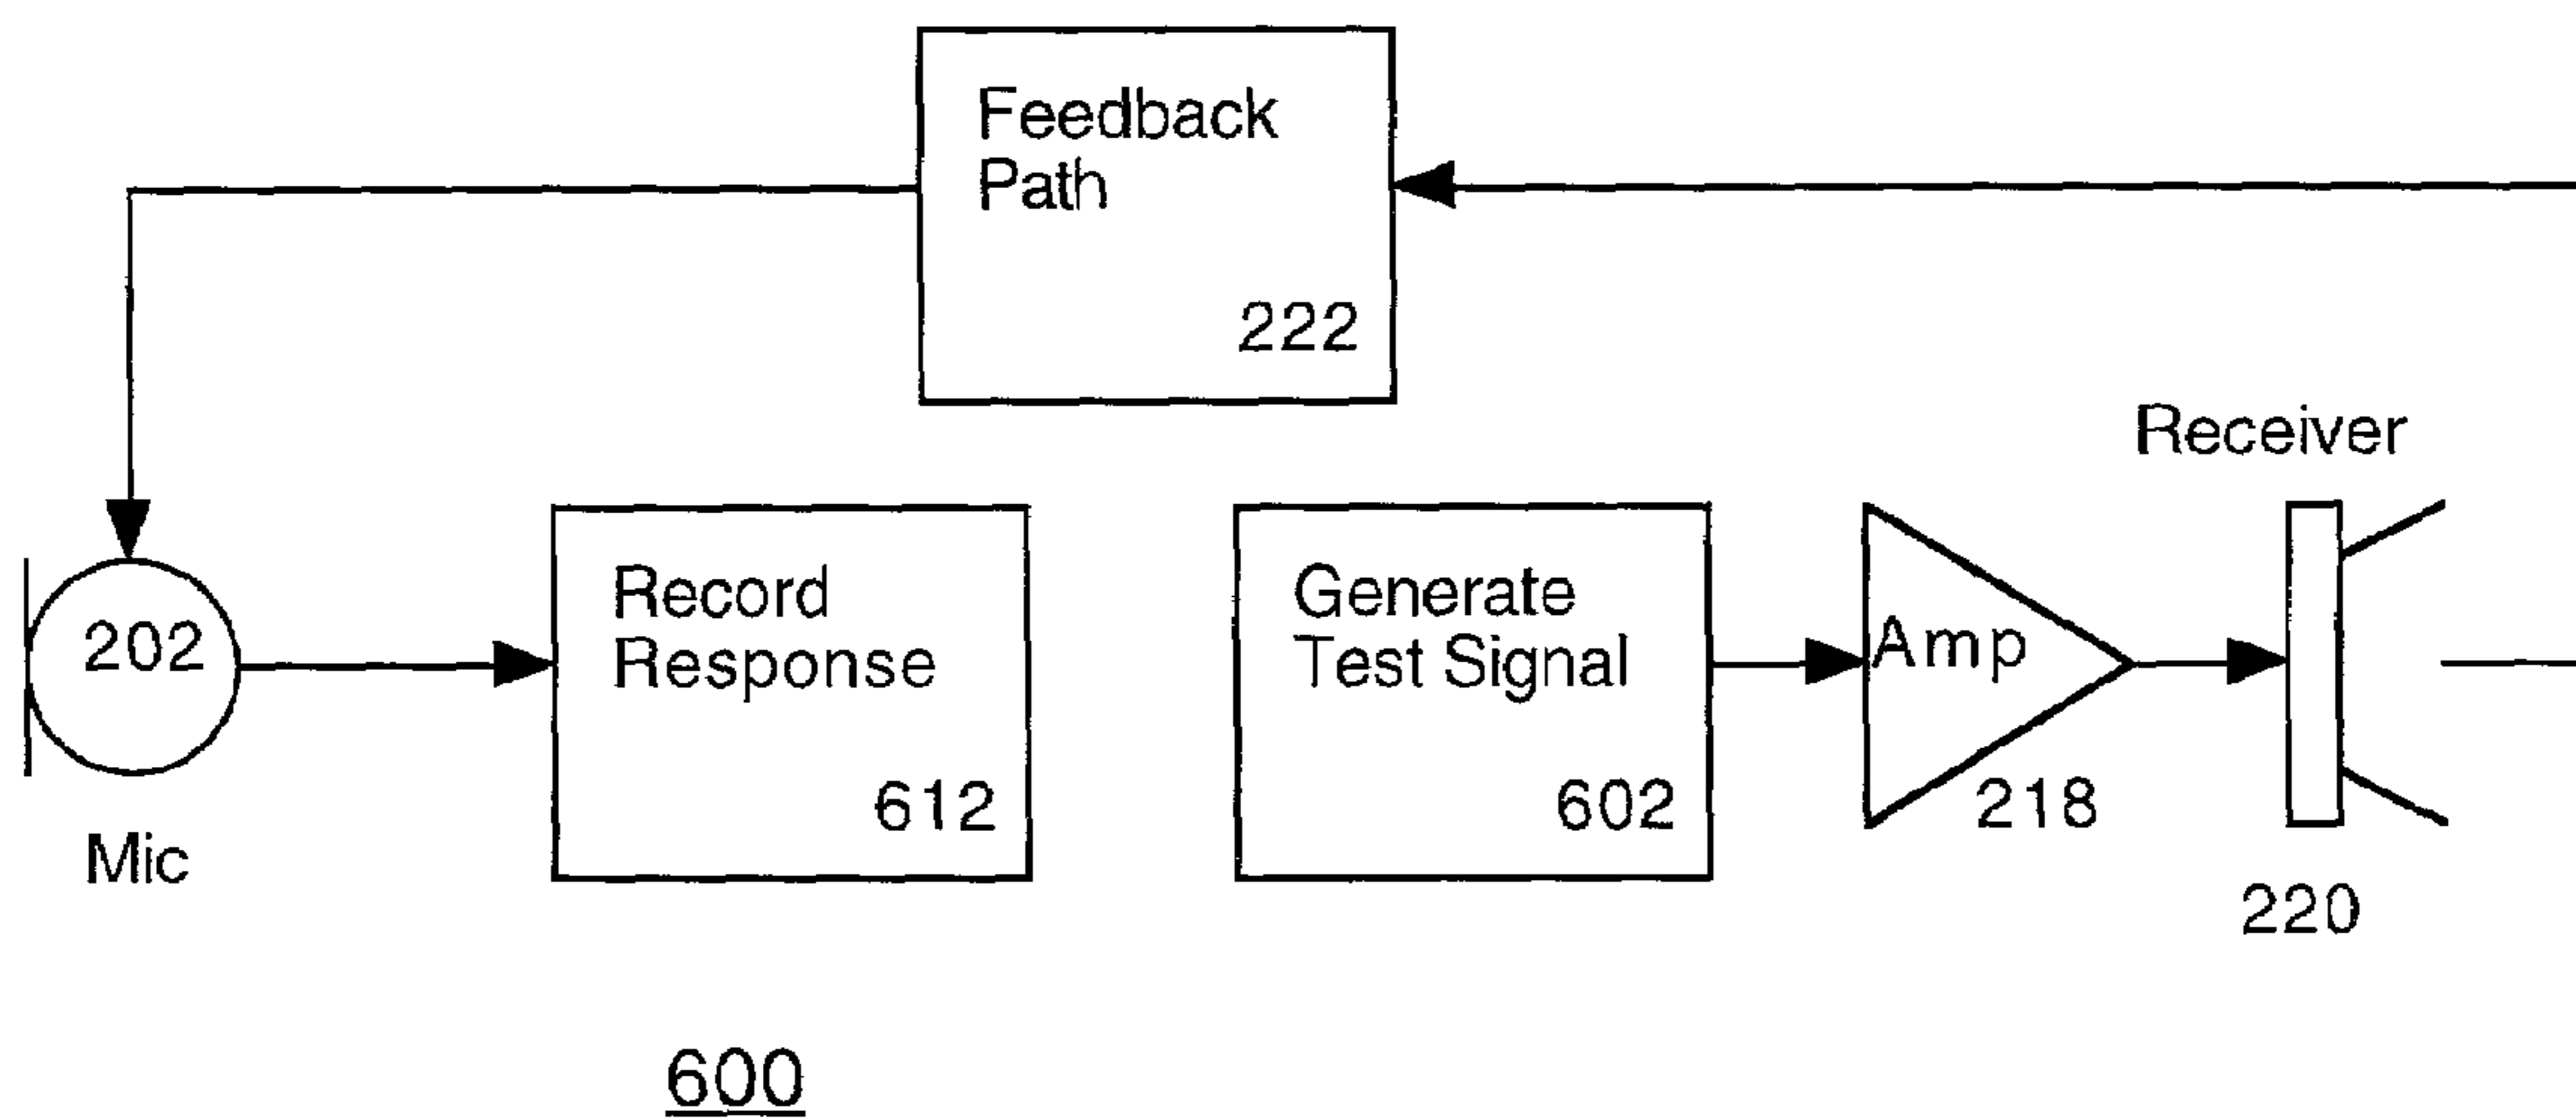 Feedback
Path
222
Receiver
202
Mic
Record
Response
612
Generate
Test Signal
602
Amp
218
220
600